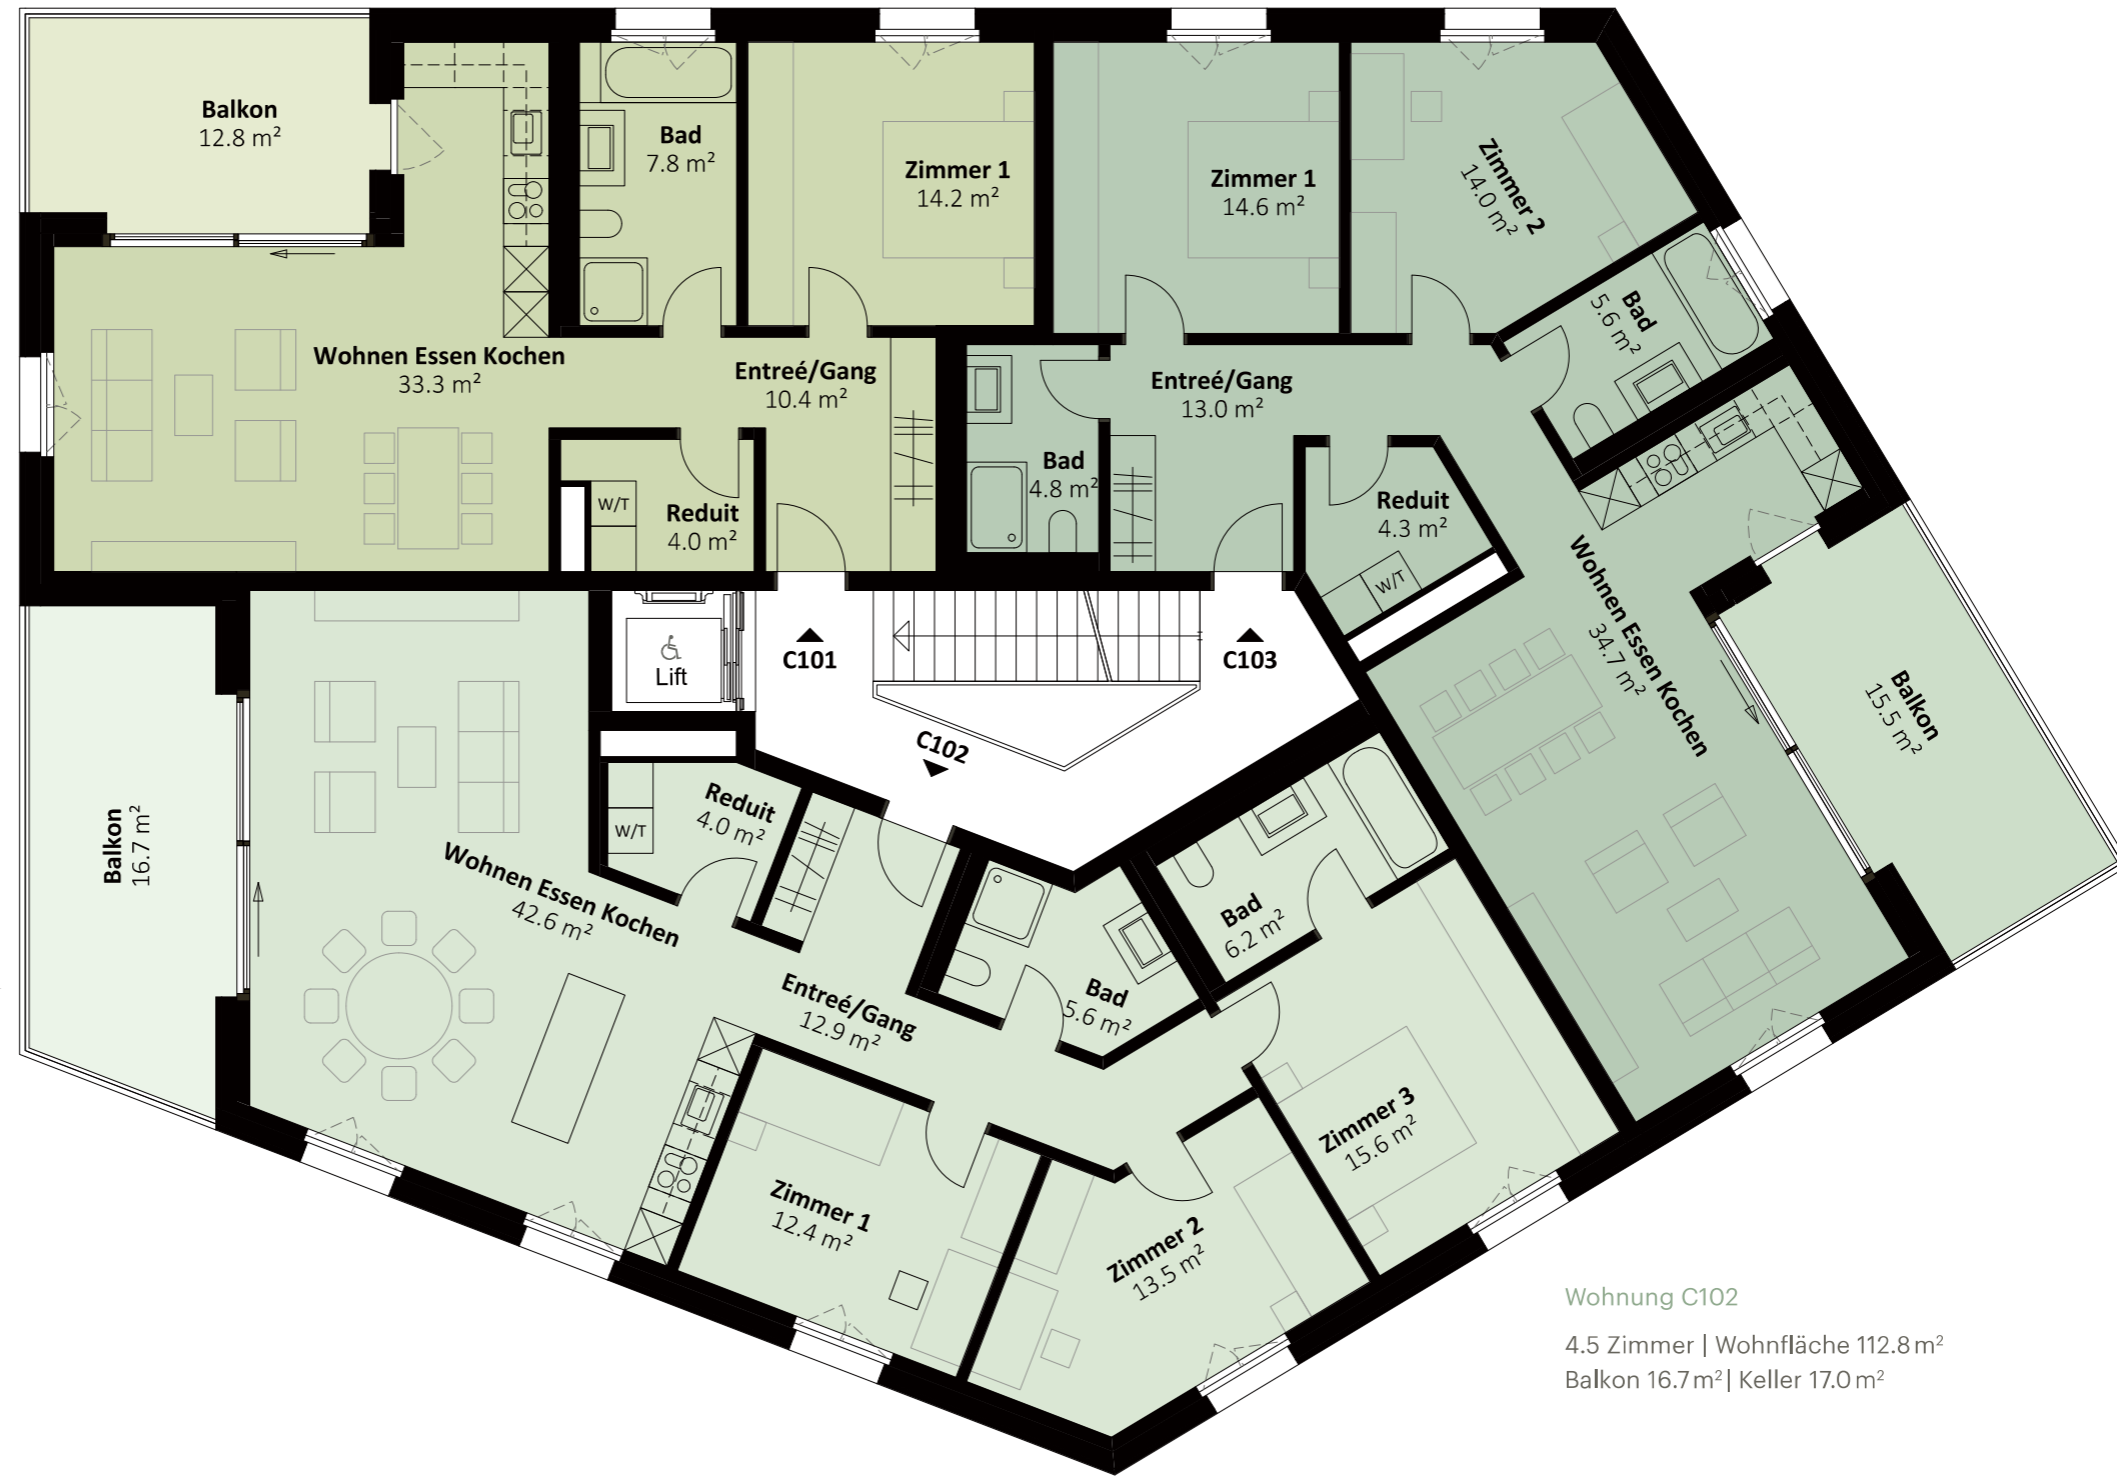 Balkon
12.8 m²
Bad
7.8 m²
Zimmer 1
14.2 m²
Zimmer 1
14.6 m²
Zimmer 2
14.0 m²
Bad
5.6 m²
Wohnen Essen Kochen
33.3 m²
Entreé/Gang
10.4 m²
Entreé/Gang
13.0 m²
Bad
4.8 m²
W/T
Reduit
4.0 m²
Reduit
4.3 m²
W/T
Wohnen Essen Kochen
34.7 m²
Balkon
15.5 m²
Lift
C101
C103
C102
Balkon
16.7 m²
Reduit
4.0 m²
W/T
Wohnen Essen Kochen
42.6 m²
Entreé/Gang
12.9 m²
Bad
5.6 m²
Bad
6.2 m²
Zimmer 1
12.4 m²
Zimmer 2
13.5 m²
Zimmer 3
15.6 m²
Wohnung C102
4.5 Zimmer | Wohnfläche 112.8 m²
Balkon 16.7 m² | Keller 17.0 m²